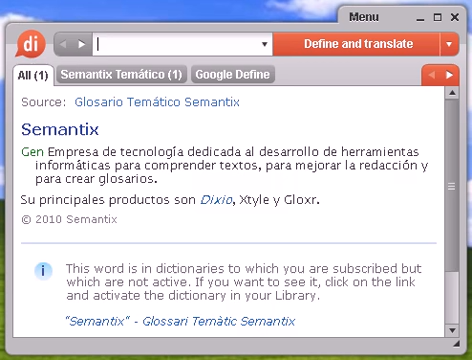 Menu
di
Define and translate
All (1)
Semantix Temático (1)
Google Define
Source: Glosario Temático Semantix
Semantix
Gen Empresa de tecnología dedicada al desarrollo de herramientas
informáticas para comprender textos, para mejorar la redacción y
para crear glosarios.
Su principales productos son Dixio, Xtyle y Gloxr.
© 2010 Semantix
i
This word is in dictionaries to which you are subscribed but
which are not active. If you want to see it, click on the link
and activate the dictionary in your Library.
"Semantix" - Glossari Temàtic Semantix